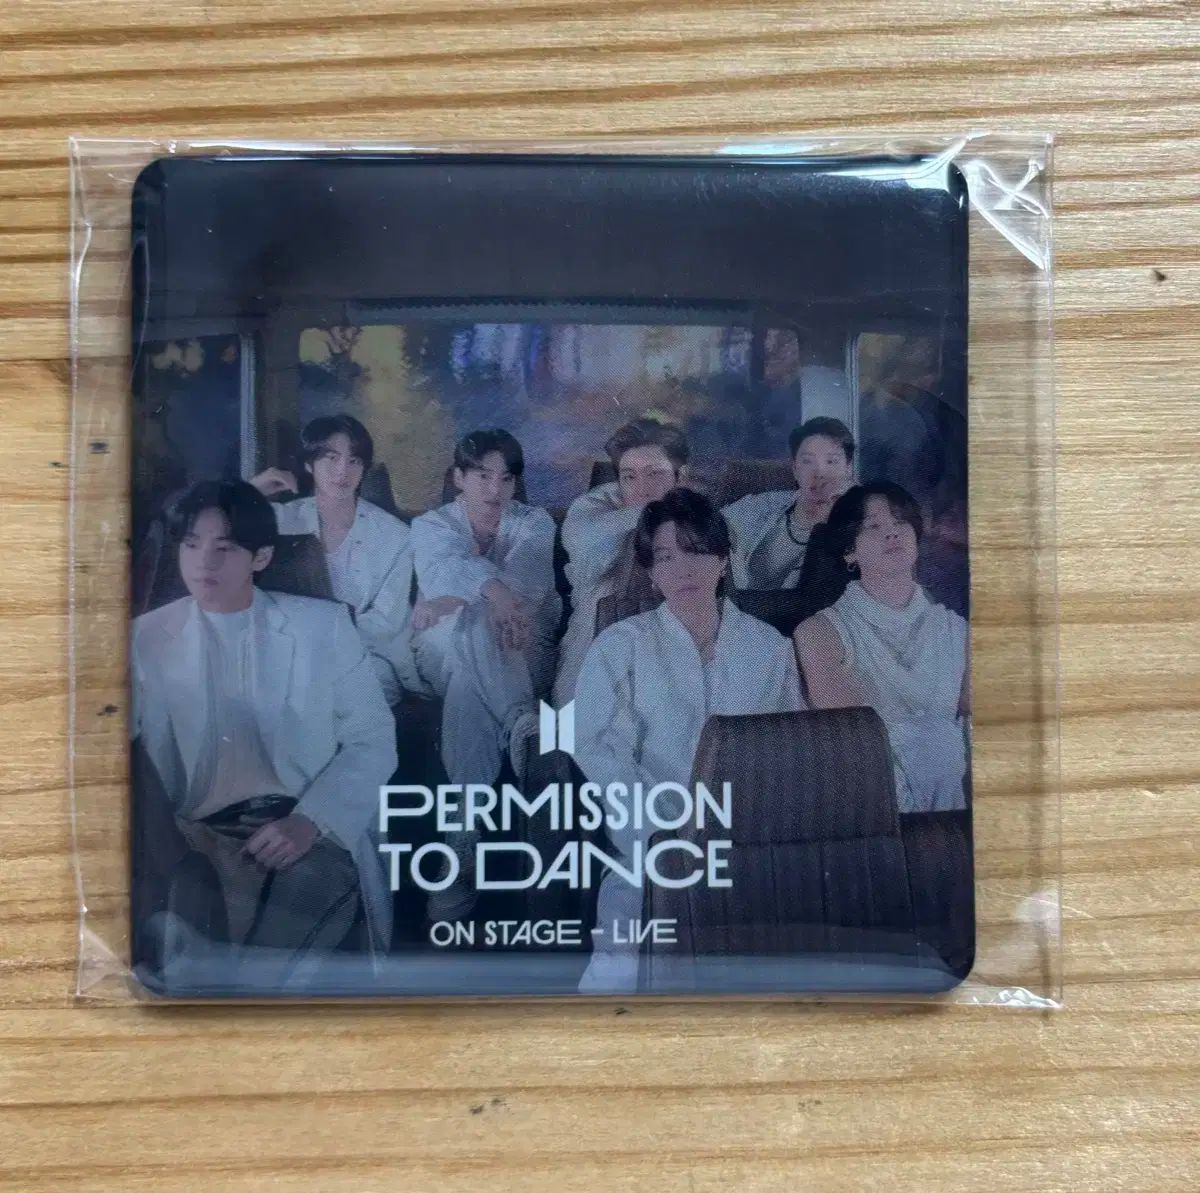 PERMISSION
TO DANCE
ON STAGE - LIVE